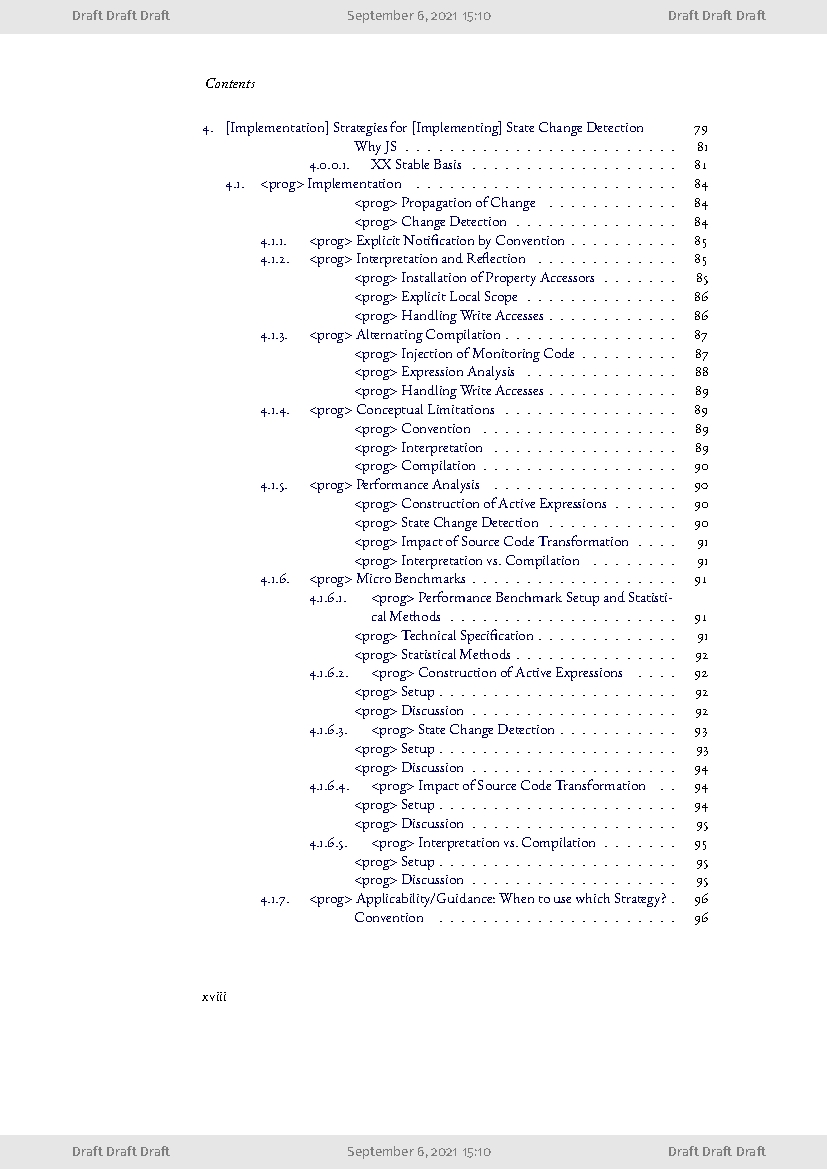 Draft Draft Draft September 6, 2021 15:10 Draft Draft Draft
Contents
4. [Implementation] Strategies for [Implementing] State Change Detection 79
Why JS . . . . . . . . . . . . . . . . . . . . . . . . . 81
4.0.0.1. XX Stable Basis . . . . . . . . . . . . . . . . . . . 81
4.1. <prog> Implementation . . . . . . . . . . . . . . . . . . . . . . . . 84
<prog> Propagation of Change . . . . . . . . . . . . 84
<prog> Change Detection . . . . . . . . . . . . . . . 84
4.1.1. <prog> Explicit Notification by Convention . . . . . . . . . . 85
4.1.2. <prog> Interpretation and Reflection . . . . . . . . . . . . . 85
<prog> Installation of Property Accessors . . . . . . . 85
<prog> Explicit Local Scope . . . . . . . . . . . . . . 86
<prog> Handling Write Accesses . . . . . . . . . . . . 86
4.1.3. <prog> Alternating Compilation . . . . . . . . . . . . . . . . 87
<prog> Injection of Monitoring Code . . . . . . . . . 87
<prog> Expression Analysis . . . . . . . . . . . . . . 88
<prog> Handling Write Accesses . . . . . . . . . . . . 89
4.1.4. <prog> Conceptual Limitations . . . . . . . . . . . . . . . . 89
<prog> Convention . . . . . . . . . . . . . . . . . . 89
<prog> Interpretation . . . . . . . . . . . . . . . . . 89
<prog> Compilation . . . . . . . . . . . . . . . . . . 90
4.1.5. <prog> Performance Analysis . . . . . . . . . . . . . . . . . 90
<prog> Construction of Active Expressions . . . . . . 90
<prog> State Change Detection . . . . . . . . . . . . 90
<prog> Impact of Source Code Transformation . . . . 91
<prog> Interpretation vs. Compilation . . . . . . . . 91
4.1.6. <prog> Micro Benchmarks . . . . . . . . . . . . . . . . . . . 91
4.1.6.1. <prog> Performance Benchmark Setup and Statisti-
cal Methods . . . . . . . . . . . . . . . . . . . . . 91
<prog> Technical Specification . . . . . . . . . . . . . 91
<prog> Statistical Methods . . . . . . . . . . . . . . . 92
4.1.6.2. <prog> Construction of Active Expressions . . . . 92
<prog> Setup . . . . . . . . . . . . . . . . . . . . . . 92
<prog> Discussion . . . . . . . . . . . . . . . . . . . 92
4.1.6.3. <prog> State Change Detection . . . . . . . . . . . 93
<prog> Setup . . . . . . . . . . . . . . . . . . . . . . 93
<prog> Discussion . . . . . . . . . . . . . . . . . . . 94
4.1.6.4. <prog> Impact of Source Code Transformation . . 94
<prog> Setup . . . . . . . . . . . . . . . . . . . . . . 94
<prog> Discussion . . . . . . . . . . . . . . . . . . . 95
4.1.6.5. <prog> Interpretation vs. Compilation . . . . . . . 95
<prog> Setup . . . . . . . . . . . . . . . . . . . . . . 95
<prog> Discussion . . . . . . . . . . . . . . . . . . . 95
4.1.7. <prog> Applicability/Guidance: When to use which Strategy? . 96
Convention . . . . . . . . . . . . . . . . . . . . . . 96
xviii
Draft Draft Draft September 6, 2021 15:10 Draft Draft Draft